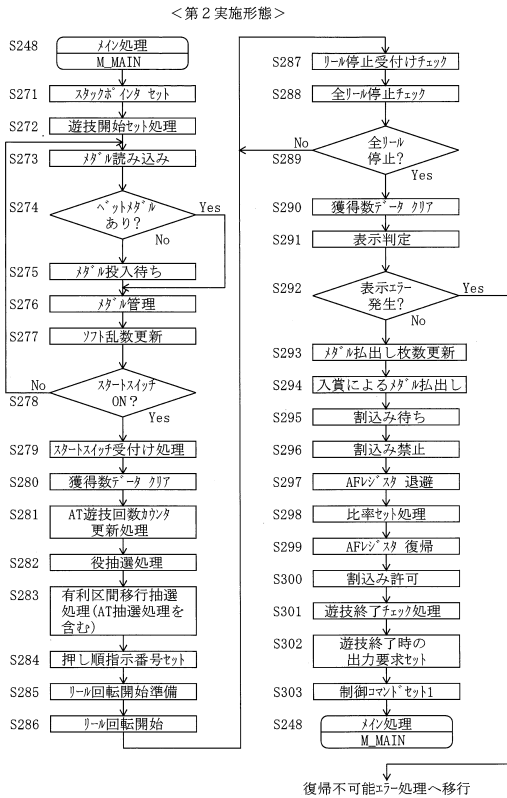 ＜第２実施形態＞
S248
ﾒｲﾝ処理
M_MAIN
S271
ｽﾀｯｸﾎﾟｲﾝﾀ ｾｯﾄ
S272
遊技開始ｾｯﾄ処理
S273
ﾒﾀﾞﾙ読み込み
S274
ﾍﾞｯﾄﾒﾀﾞﾙ
あり?
Yes
No
S275
ﾒﾀﾞﾙ投入待ち
S276
ﾒﾀﾞﾙ管理
S277
ｿﾌﾄ乱数更新
No
S278
ｽﾀｰﾄｽｲｯﾁ
ON?
Yes
S279
ｽﾀｰﾄｽｲｯﾁ受付け処理
S280
獲得数ﾃﾞｰﾀ ｸﾘｱ
S281
AT遊技回数ｶｳﾝﾀ
更新処理
S282
役抽選処理
S283
有利区間移行抽選
処理(AT抽選処理を
含む)
S284
押し順指示番号ｾｯﾄ
S285
ﾘｰﾙ回転開始準備
S286
ﾘｰﾙ回転開始
S287
ﾘｰﾙ停止受付けﾁｪｯｸ
S288
全ﾘｰﾙ停止ﾁｪｯｸ
No
S289
全ﾘｰﾙ
停止?
Yes
S290
獲得数ﾃﾞｰﾀ ｸﾘｱ
S291
表示判定
S292
表示ｴﾗｰ
発生?
Yes
No
S293
ﾒﾀﾞﾙ払出し枚数更新
S294
入賞によるﾒﾀﾞﾙ払出し
S295
割込み待ち
S296
割込み禁止
S297
AFﾚｼﾞｽﾀ 退避
S298
比率ｾｯﾄ処理
S299
AFﾚｼﾞｽﾀ 復帰
S300
割込み許可
S301
遊技終了ﾁｪｯｸ処理
S302
遊技終了時の
出力要求ｾｯﾄ
S303
制御ｺﾏﾝﾄﾞｾｯﾄ1
S248
ﾒｲﾝ処理
M_MAIN
復帰不可能ｴﾗｰ処理へ移行